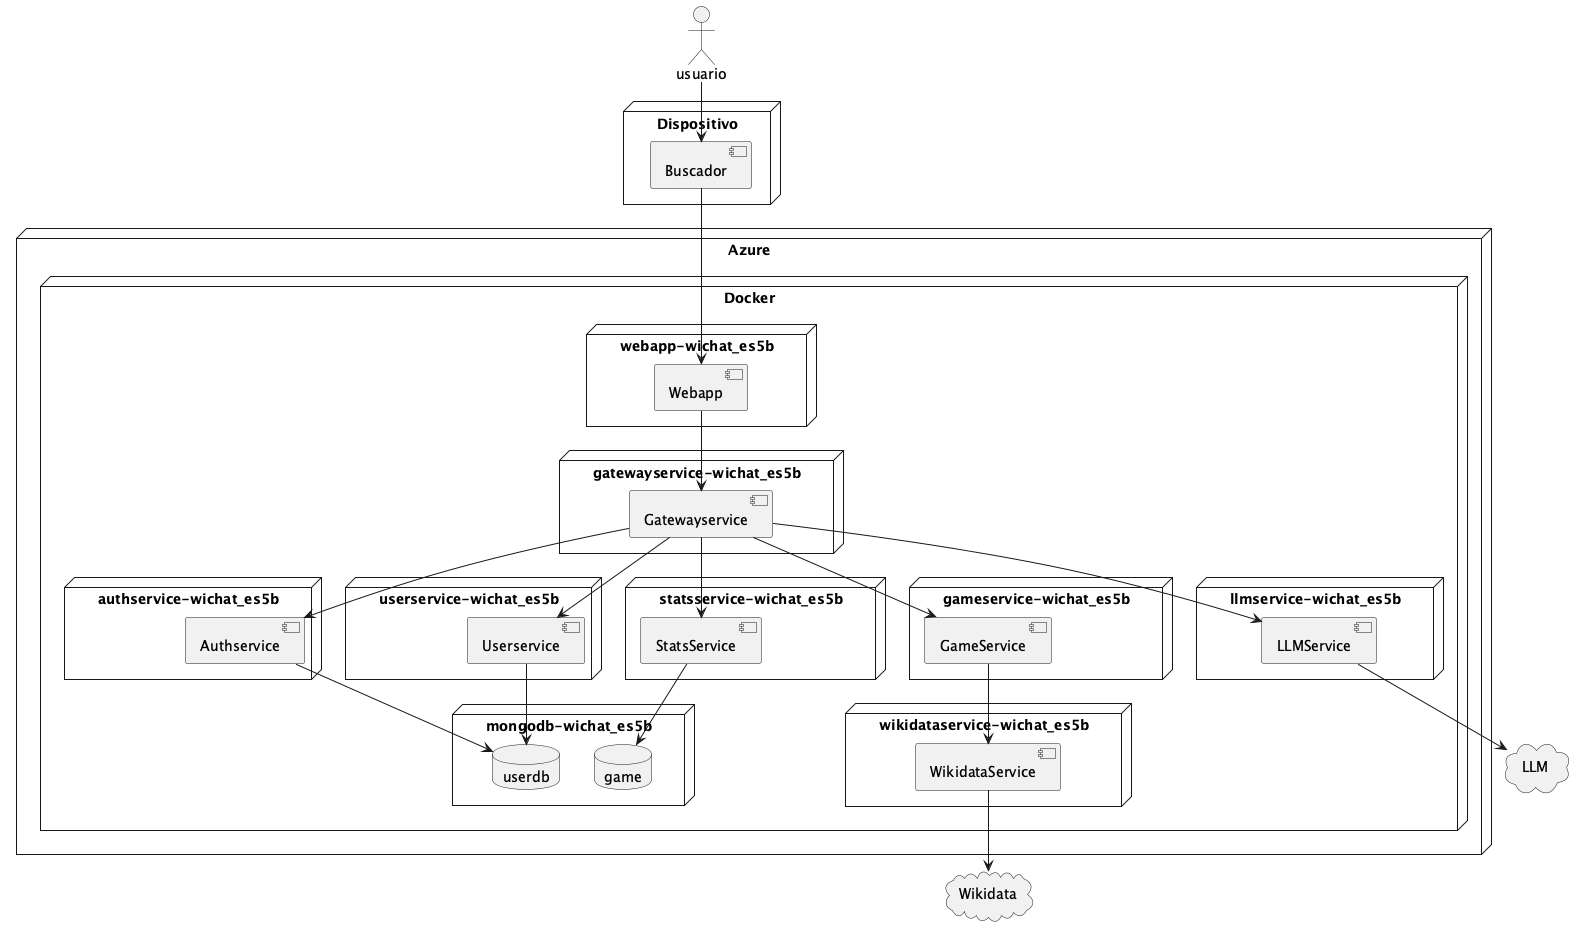 usuario
Dispositivo
Buscador
Azure
Docker
webapp-wichat_es5b
Webapp
gatewayservice-wichat_es5b
Gatewayservice
authservice-wichat_es5b
Authservice
userservice-wichat_es5b
Userservice
statsservice-wichat_es5b
StatsService
gameservice-wichat_es5b
GameService
llmservice-wichat_es5b
LLMService
mongodb-wichat_es5b
userdb
game
wikidataservice-wichat_es5b
WikidataService
LLM
Wikidata